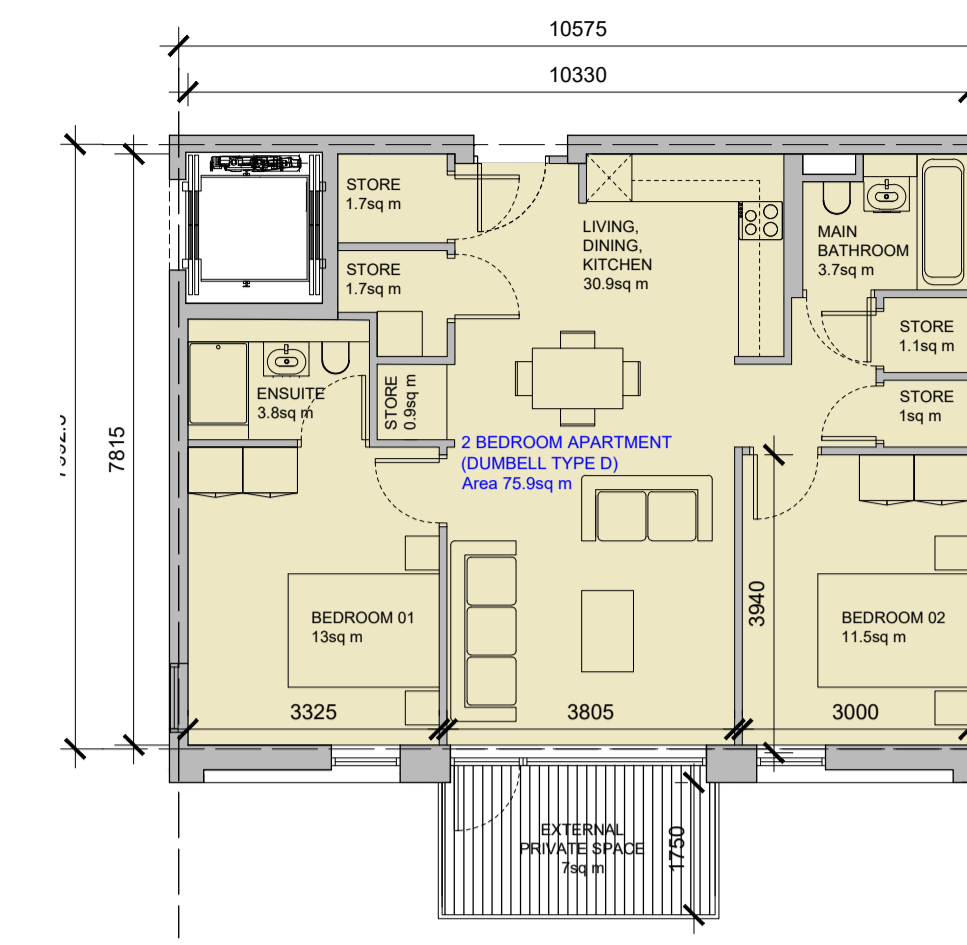 10575
10330
STORE
1.7sq m
STORE
1.7sq m
LIVING,
DINING,
KITCHEN
30.9sq m
MAIN
BATHROOM
3.7sq m
STORE
1.1sq m
STORE
1sq m
ENSUITE
3.8sq m
STORE
0.9sq m
7815
2 BEDROOM APARTMENT
(DUMBELL TYPE D)
Area 75.9sq m
BEDROOM 01
13sq m
3940
BEDROOM 02
11.5sq m
3325
3805
3000
EXTERNAL
PRIVATE SPACE
7sq m
1750